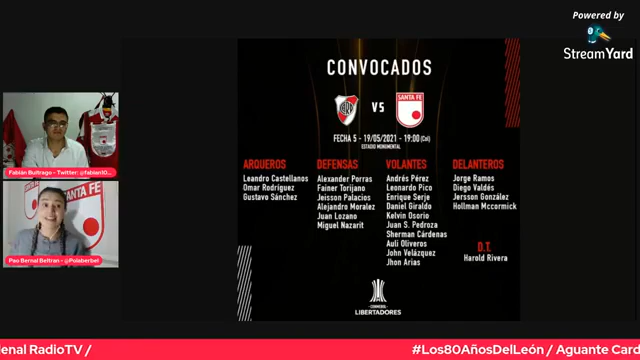 Powered by
StreamYard
CONVOCADOS
VS
SANTA FE
FECHA 5 - 19/05/2021 - 19:00 (Col)
ESTADIO MONUMENTAL
ARQUEROS
Leandro Castellanos
Omar Rodríguez
Gustavo Sánchez
DEFENSAS
Alexander Porras
Fainer Torijano
Jeisson Palacios
Alejandro Moralez
Juan Lozano
Miguel Nazarit
VOLANTES
Andrés Pérez
Leonardo Pico
Enrique Serje
Daniel Giraldo
Kelvin Osorio
Juan S. Pedroza
Sherman Cárdenas
Auli Oliveros
John Velázquez
Jhon Arias
DELANTEROS
Jorge Ramos
Diego Valdés
Jersson González
Hollman Mccormick
D.T.
Harold Rivera
CONMEBOL
LIBERTADORES
Fabián Buitrago - Twitter: @fabian10...
SANTA FE
Pao Bernal Beltran - @Polaberbel
denal RadioTV / #Los80AñosDelLeón / Aguante Card